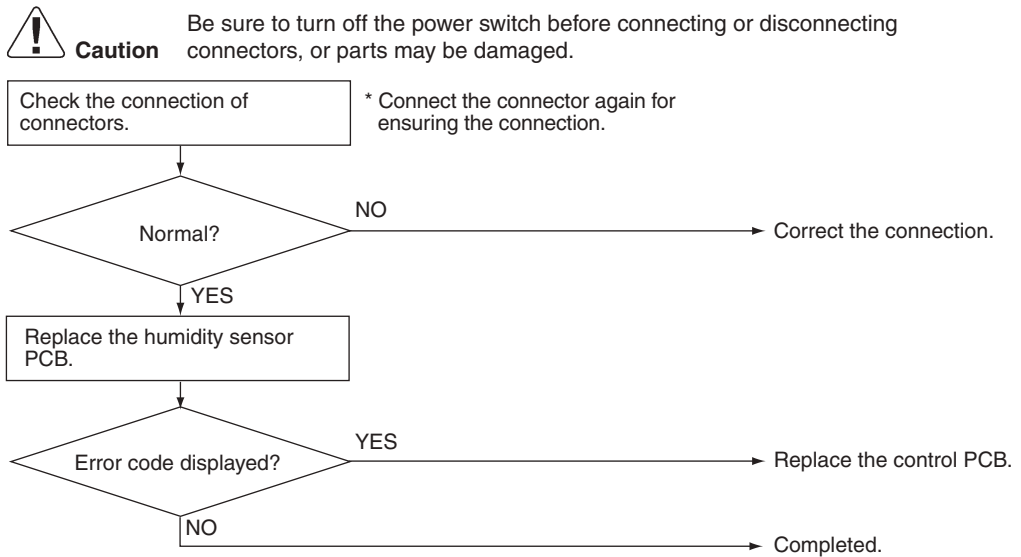 Be sure to turn off the power switch before connecting or disconnecting
Caution connectors, or parts may be damaged.
Check the connection of
connectors.
* Connect the connector again for
ensuring the connection.
Normal?
NO
Correct the connection.
YES
Replace the humidity sensor
PCB.
Error code displayed?
YES
Replace the control PCB.
NO
Completed.